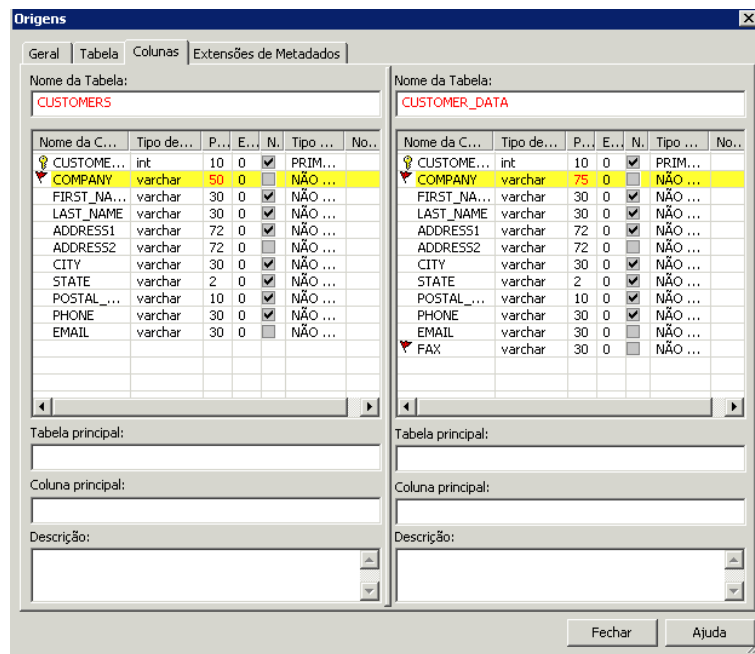 Origens
Geral Tabela Colunas Extensões de Metadados
Nome da Tabela:
CUSTOMERS
Nome da C... Tipo de... P... E... N. Tipo ... No..
CUSTOME... int 10 0 PRIM...
COMPANY varchar 50 0 NÃO ...
FIRST_NA... varchar 30 0 NÃO ...
LAST_NAME varchar 30 0 NÃO ...
ADDRESS1 varchar 72 0 NÃO ...
ADDRESS2 varchar 72 0 NÃO ...
CITY varchar 30 0 NÃO ...
STATE varchar 2 0 NÃO ...
POSTAL_... varchar 10 0 NÃO ...
PHONE varchar 30 0 NÃO ...
EMAIL varchar 30 0 NÃO ...
Tabela principal:
Coluna principal:
Descrição:
Nome da Tabela:
CUSTOMER_DATA
Nome da C... Tipo de... P... E... N. Tipo ... No..
CUSTOME... int 10 0 PRIM...
COMPANY varchar 75 0 NÃO ...
FIRST_NA... varchar 30 0 NÃO ...
LAST_NAME varchar 30 0 NÃO ...
ADDRESS1 varchar 72 0 NÃO ...
ADDRESS2 varchar 72 0 NÃO ...
CITY varchar 30 0 NÃO ...
STATE varchar 2 0 NÃO ...
POSTAL_... varchar 10 0 NÃO ...
PHONE varchar 30 0 NÃO ...
EMAIL varchar 30 0 NÃO ...
FAX varchar 30 0 NÃO ...
Tabela principal:
Coluna principal:
Descrição:
Fechar Ajuda